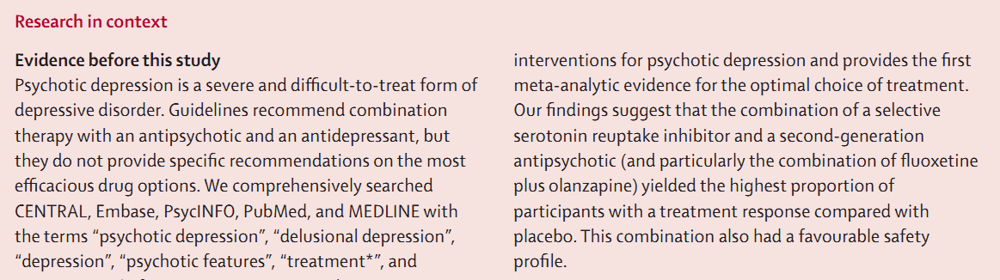 Research in context
Evidence before this study
Psychotic depression is a severe and difficult-to-treat form of
depressive disorder. Guidelines recommend combination
therapy with an antipsychotic and an antidepressant, but
they do not provide specific recommendations on the most
efficacious drug options. We comprehensively searched
CENTRAL, Embase, PsycINFO, PubMed, and MEDLINE with
the terms “psychotic depression”, “delusional depression”,
“depression”, “psychotic features”, “treatment*”, and
interventions for psychotic depression and provides the first
meta-analytic evidence for the optimal choice of treatment.
Our findings suggest that the combination of a selective
serotonin reuptake inhibitor and a second-generation
antipsychotic (and particularly the combination of fluoxetine
plus olanzapine) yielded the highest proportion of
participants with a treatment response compared with
placebo. This combination also had a favourable safety
profile.